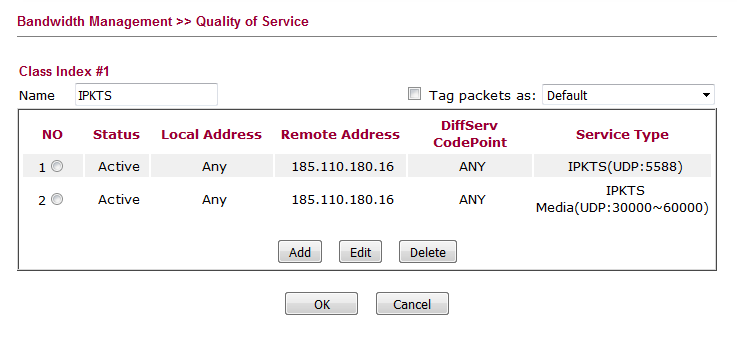 Bandwidth Management >> Quality of Service
Class Index #1
Name IPKTS Tag packets as: Default
NO Status Local Address Remote Address DiffServ CodePoint Service Type
1 Active Any 185.110.180.16 ANY IPKTS(UDP:5588)
2 Active Any 185.110.180.16 ANY IPKTS Media(UDP:30000~60000)
Add Edit Delete
OK Cancel